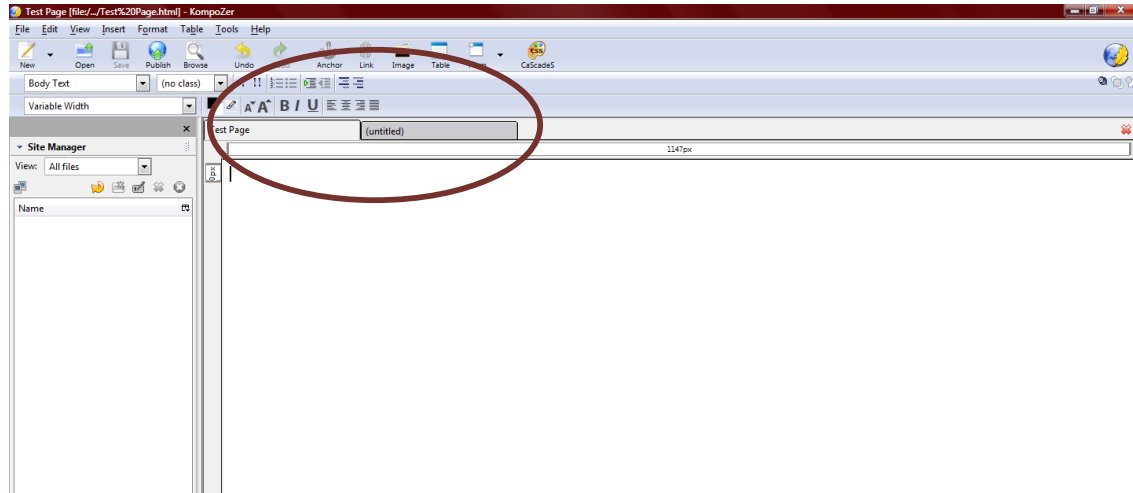 Test Page [file:/.../Test%20Page.html] - KompoZer
File Edit View Insert Format Table Tools Help
New Open Save Publish Browse Undo Anchor Link Image Table CaScadeS
Body Text (no class)
Variable Width A A B I U
Test Page (untitled)
Site Manager
1147px
View: All files
0px
Name